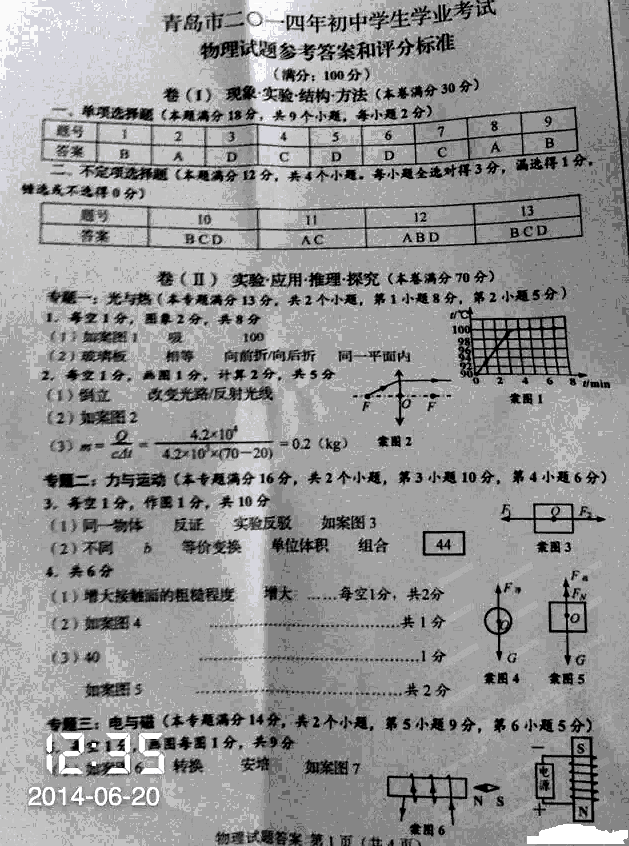 青岛市二〇一四年初中学生学业考试
物理试题参考答案和评分标准
(满分: 100分)
卷(Ⅰ) 现象·实验·结构·方法(本卷满分30分)
一、单项选择题(本题满分18分，共9个小题，每小题2分)
题号 1 2 3 4 5 6 7 8 9
答案 B A D C D D C A B
二、不定项选择题(本题满分12分，共4个小题。每小题全选对得3分，漏选得1分，
错选或不选得0分)
题号 10 11 12 13
答案 BCD AC ABD BCD
卷(Ⅱ) 实验·应用·推理·探究(本卷满分70分)
专题一：光与热(本专题满分13分，共2个小题，第1小题8分，第2小题5分)
1．每空1分，图象2分，共8分
(1)如案图1 吸 100
(2)玻璃板 相等 向前折/向后折 同一平面内
t/℃
100
98
96
94
92
90
0 2 4 6 8 t/min
案图1
2．每空1分，画图1分，计算2分，共5分
(1)倒立 改变光路/反射光线
(2)如案图2
(3) m=Q/cΔt=4.2×10⁴/4.2×10³×(70−20)=0.2(kg)
F O F
案图2
专题二：力与运动(本专题满分16分，共2个小题，第3小题10分，第4小题6分)
3．每空1分，作图1分，共10分
(1)同一物体 反证 实验反驳 如案图3
(2)不同 b 等价变换 单位体积 组合 44
F₁ O F₂
案图3
4．共6分
(1)增大接触面的粗糙程度 增大 ……每空1分，共2分
(2)如案图4 ……共1分
(3)40 ……1分
如案图5 ……共2分
F浮 O G
案图4
F FN O G
案图5
专题三：电与磁(本专题满分14分，共2个小题，第5小题9分，第6小题5分)
每空1分，画图每图1分，共9分
如案图6 转换 安培 如案图7
N S
案图6
− 电源 + S N
12:35
2014-06-20
物理试题答案 第1页(共4页)